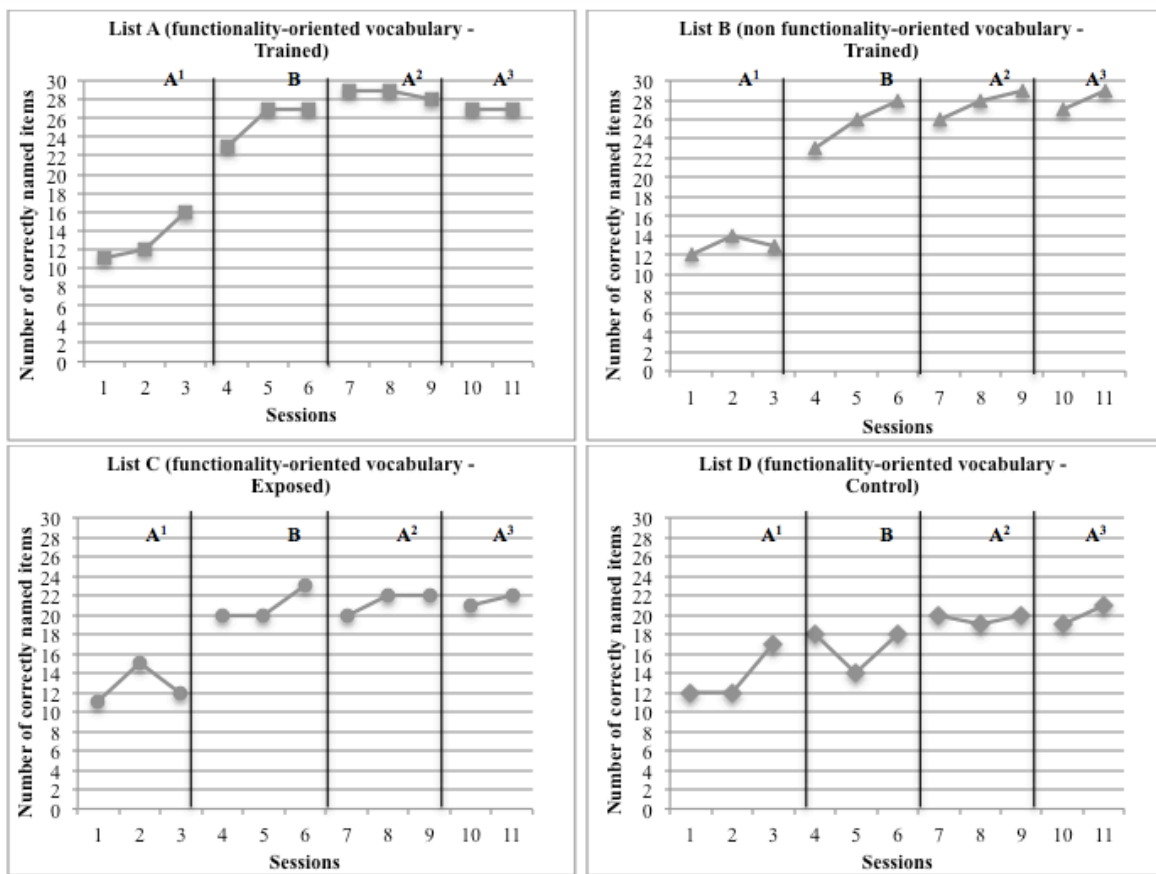 List A (functionality-oriented vocabulary -
Trained)
A¹ B A² A³
30
28
26
24
22
20
18
16
14
12
10
8
6
4
2
0
Number of correctly named items
1 2 3 4 5 6 7 8 9 10 11
Sessions
List B (non functionality-oriented vocabulary -
Trained)
A¹ B A² A³
30
28
26
24
22
20
18
16
14
12
10
8
6
4
2
0
Number of correctly named items
1 2 3 4 5 6 7 8 9 10 11
Sessions
List C (functionality-oriented vocabulary -
Exposed)
A¹ B A² A³
30
28
26
24
22
20
18
16
14
12
10
8
6
4
2
0
Number of correctly named items
1 2 3 4 5 6 7 8 9 10 11
Sessions
List D (functionality-oriented vocabulary -
Control)
A¹ B A² A³
30
28
26
24
22
20
18
16
14
12
10
8
6
4
2
0
Number of correctly named items
1 2 3 4 5 6 7 8 9 10 11
Sessions